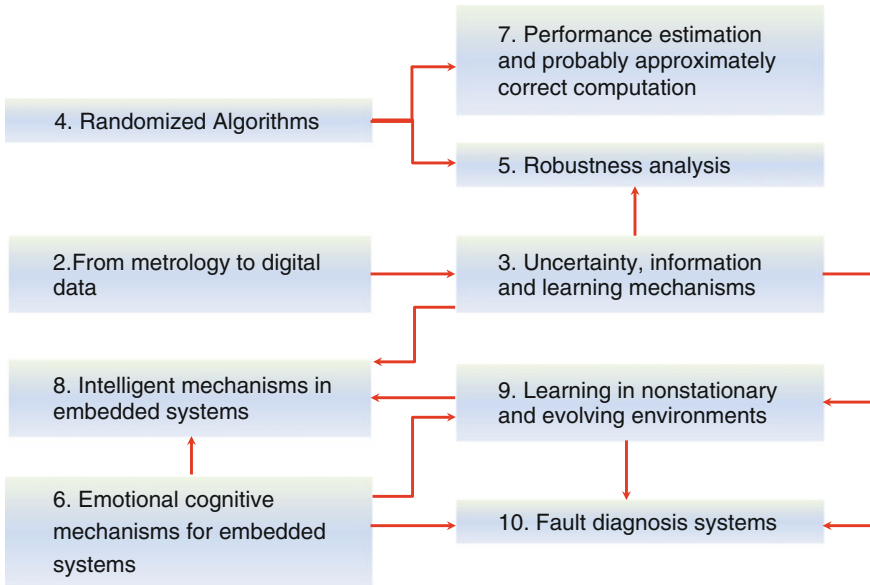 7. Performance estimation
and probably approximately
correct computation
4. Randomized Algorithms
5. Robustness analysis
2.From metrology to digital
data
3. Uncertainty, information
and learning mechanisms
8. Intelligent mechanisms in
embedded systems
9. Learning in nonstationary
and evolving environments
6. Emotional cognitive
mechanisms for embedded
systems
10. Fault diagnosis systems